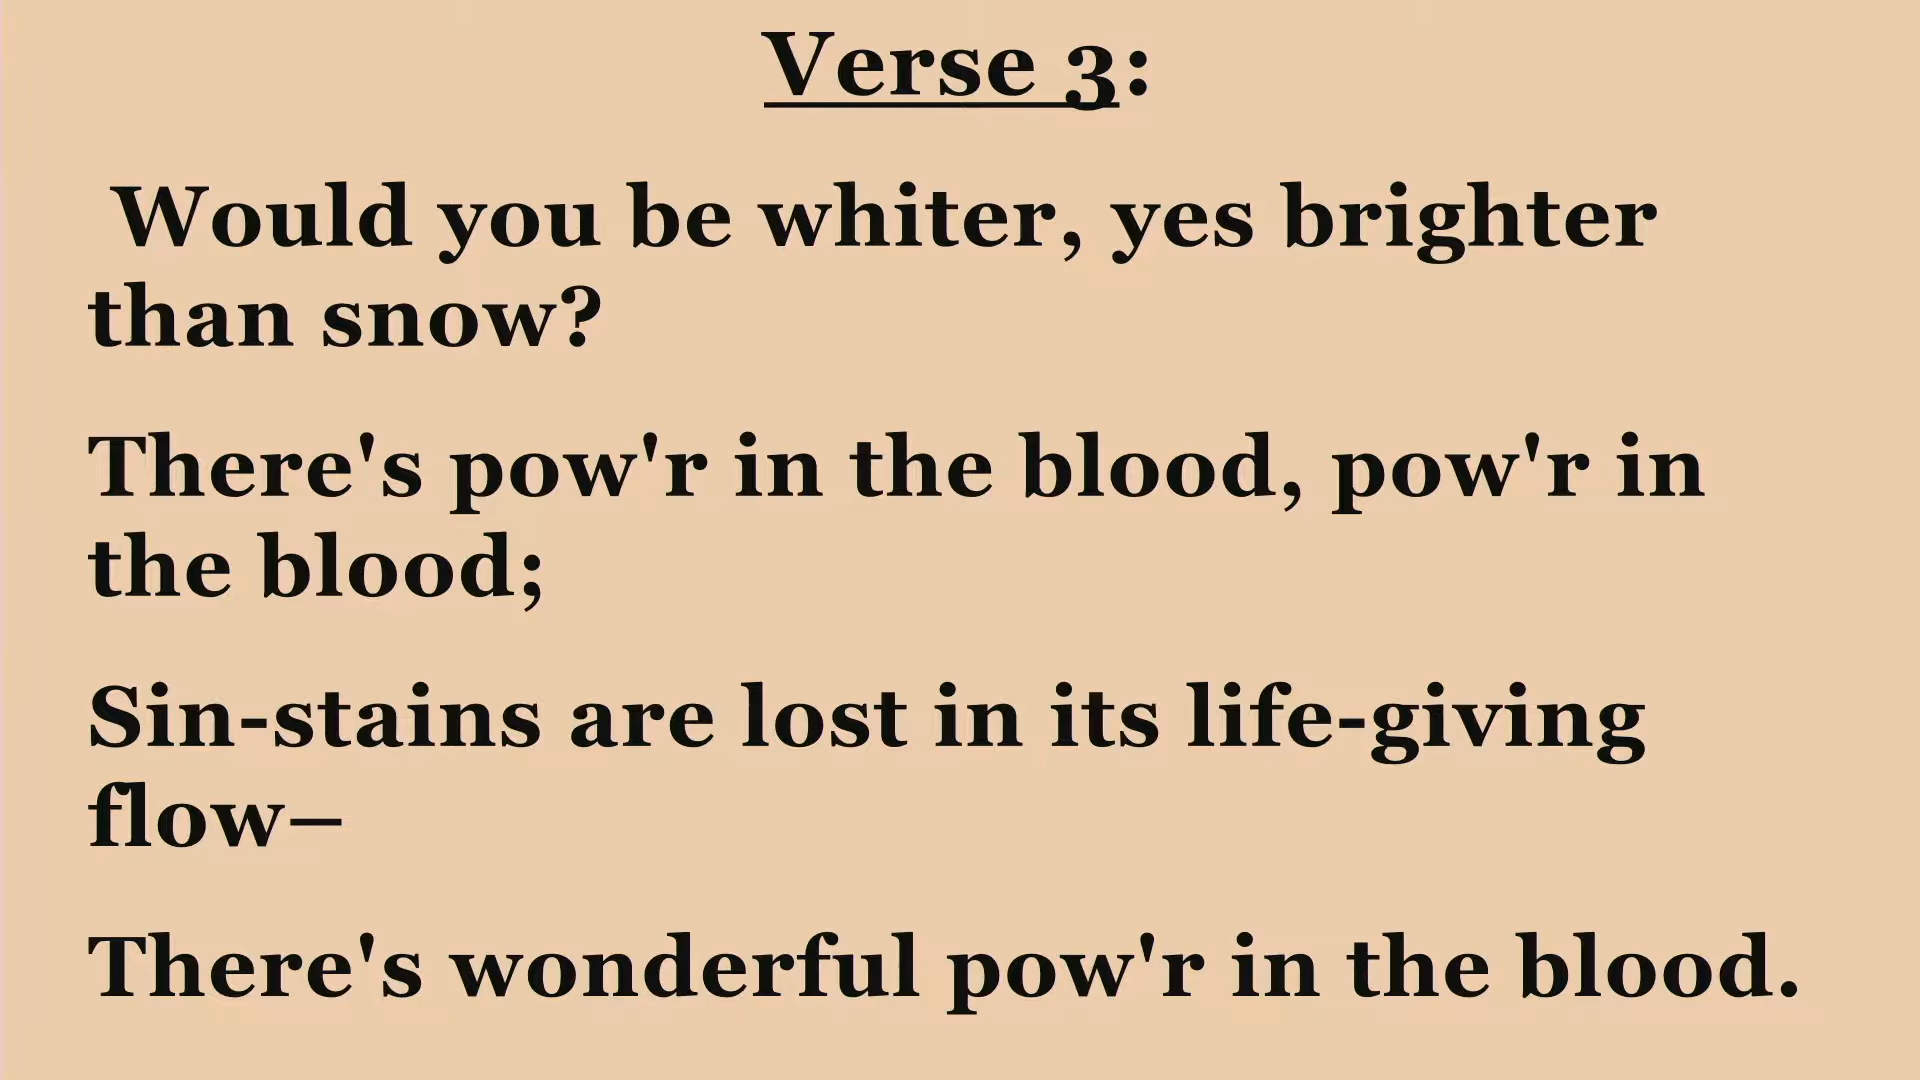 Verse 3:
Would you be whiter, yes brighter
than snow?
There's pow'r in the blood, pow'r in
the blood;
Sin-stains are lost in its life-giving
flow–
There's wonderful pow'r in the blood.